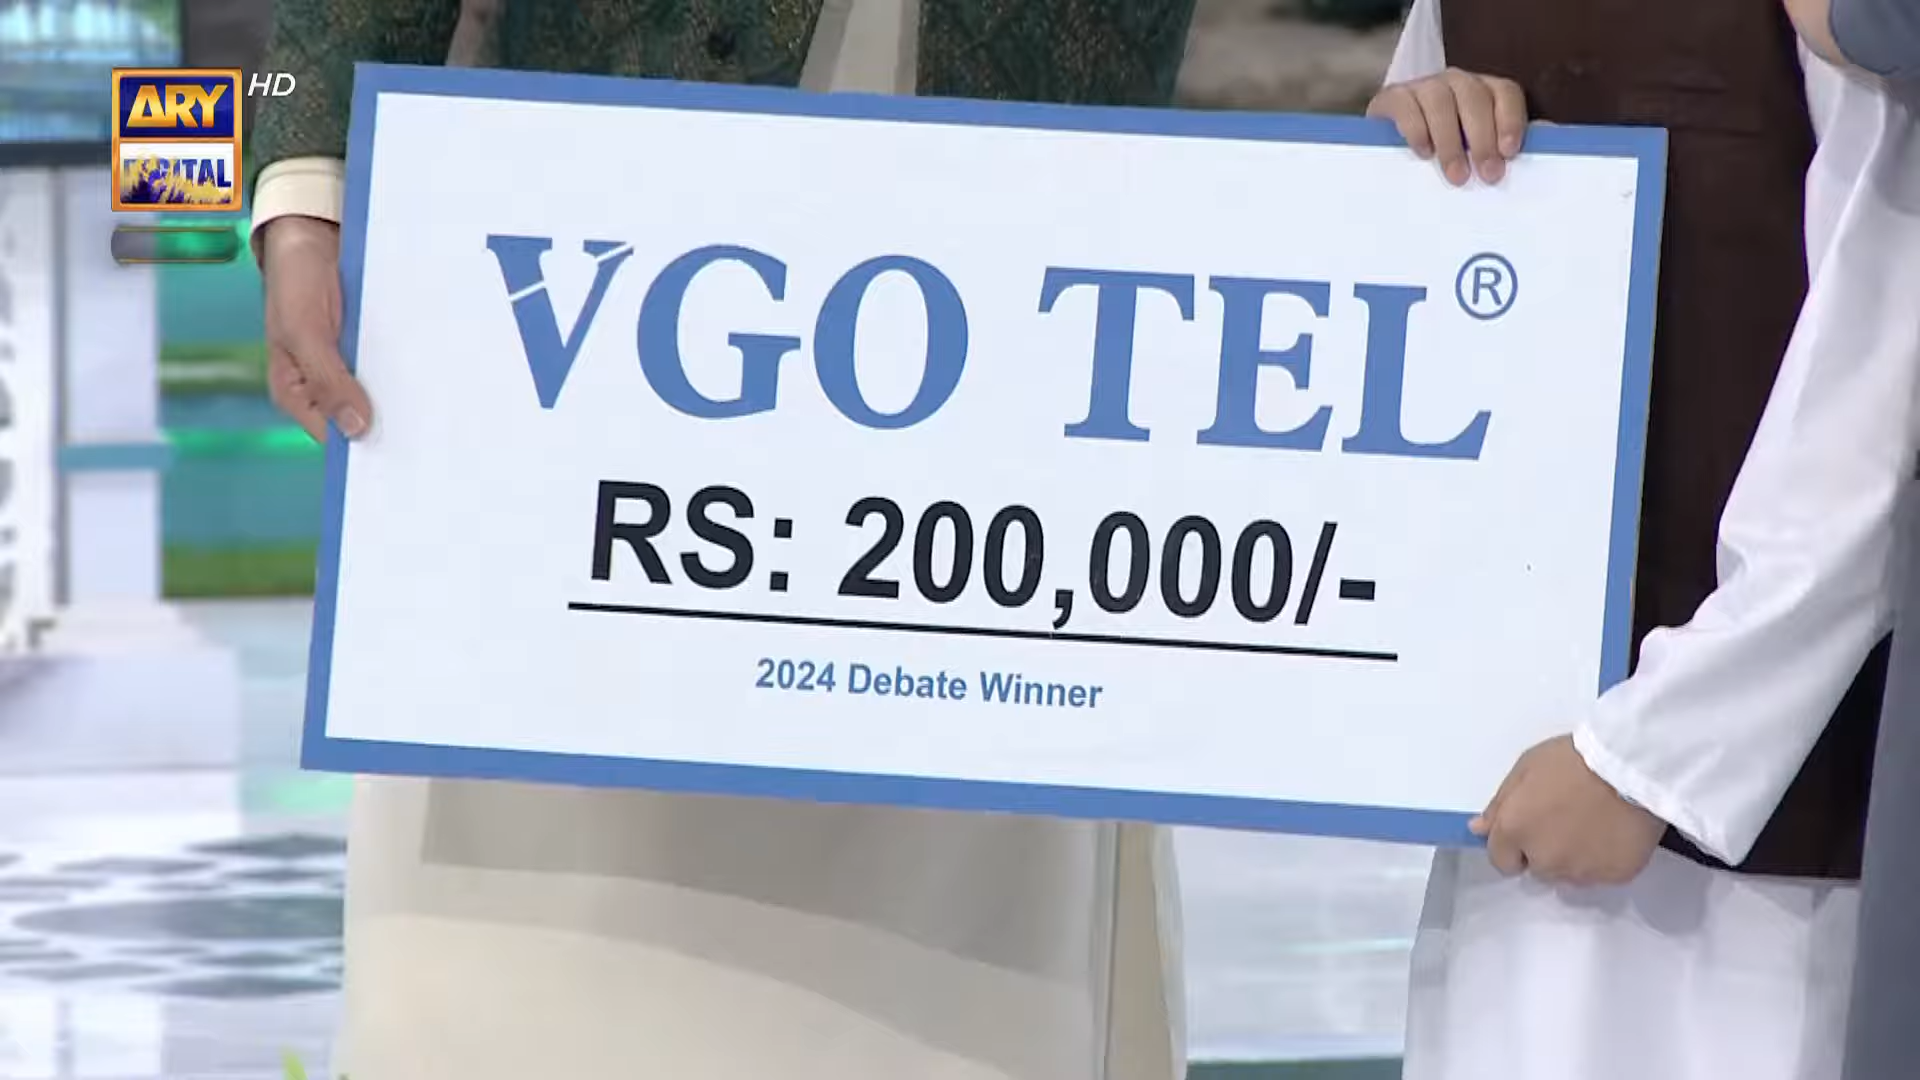 ARY HD
DIGITAL
VGO TEL®
RS: 200,000/-
2024 Debate Winner